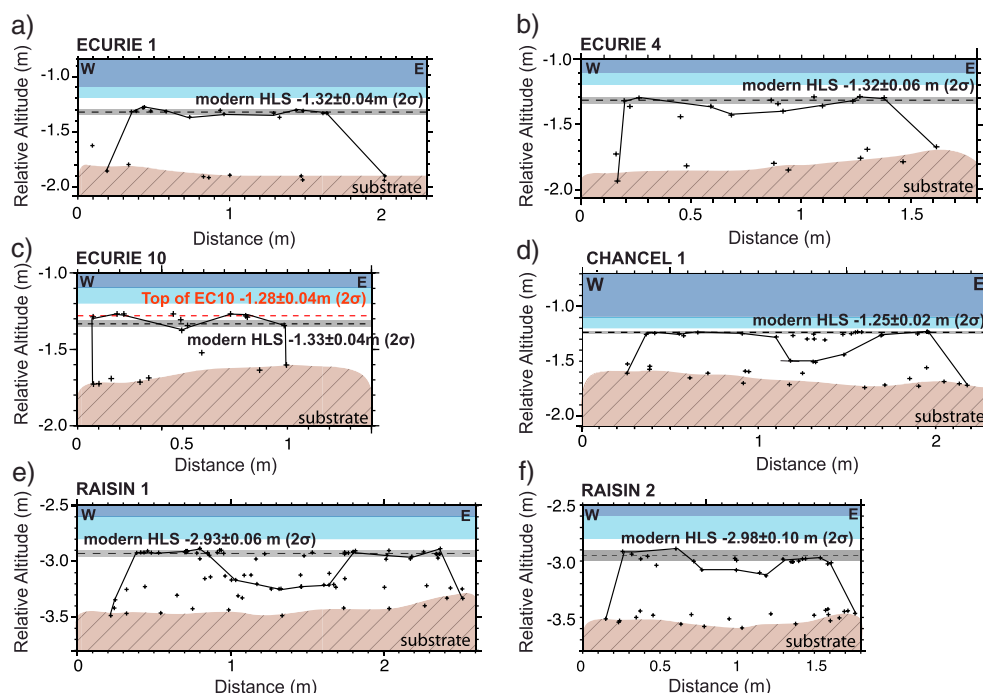 a)
ECURIE 1
W E
modern HLS -1.32±0.04m (2σ)
substrate
Relative Altitude (m)
-1.0
-1.5
-2.0
0 1 2
Distance (m)
b)
ECURIE 4
W E
modern HLS -1.32±0.06 m (2σ)
substrate
Relative Altitude (m)
-1.0
-1.5
-2.0
0 0.5 1 1.5
Distance (m)
c)
ECURIE 10
W E
Top of EC10 -1.28±0.04m (2σ)
modern HLS -1.33±0.04m (2σ)
substrate
Relative Altitude (m)
-1.0
-1.5
-2.0
0 0.5 1
Distance (m)
d)
CHANCEL 1
W E
modern HLS -1.25±0.02 m (2σ)
substrate
Relative Altitude (m)
-1.0
-1.5
-2.0
0 1 2
Distance (m)
e)
RAISIN 1
W E
modern HLS -2.93±0.06 m (2σ)
substrate
Relative Altitude (m)
-2.5
-3.0
-3.5
0 1 2
Distance (m)
f)
RAISIN 2
W E
modern HLS -2.98±0.10 m (2σ)
substrate
Relative Altitude (m)
-2.5
-3.0
-3.5
0 0.5 1 1.5
Distance (m)